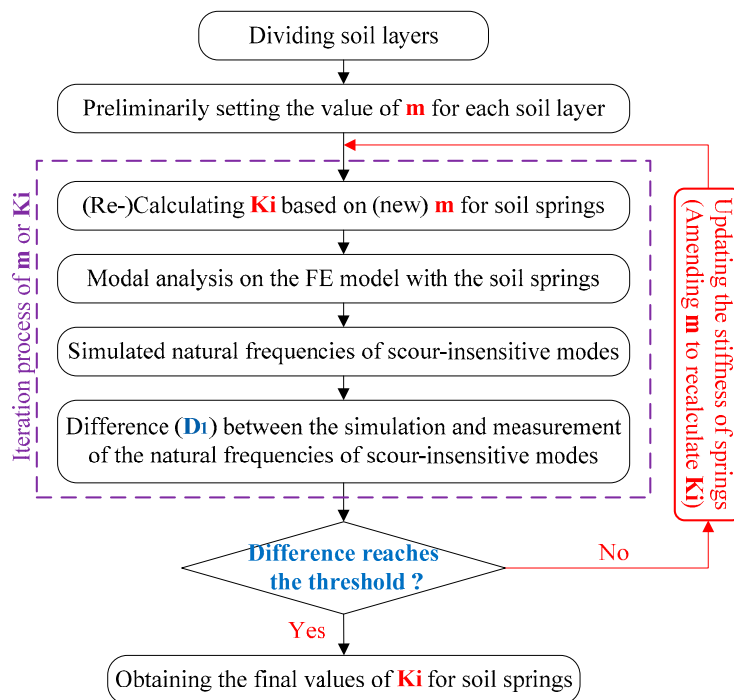 Dividing soil layers
Preliminarily setting the value of m for each soil layer
Iteration process of m or Ki
(Re-)Calculating Ki based on (new) m for soil springs
Modal analysis on the FE model with the soil springs
Simulated natural frequencies of scour-insensitive modes
Difference (D1) between the simulation and measurement
of the natural frequencies of scour-insensitive modes
Updating the stiffness of springs
(Amending m to recalculate Ki)
Difference reaches
the threshold ?
No
Yes
Obtaining the final values of Ki for soil springs